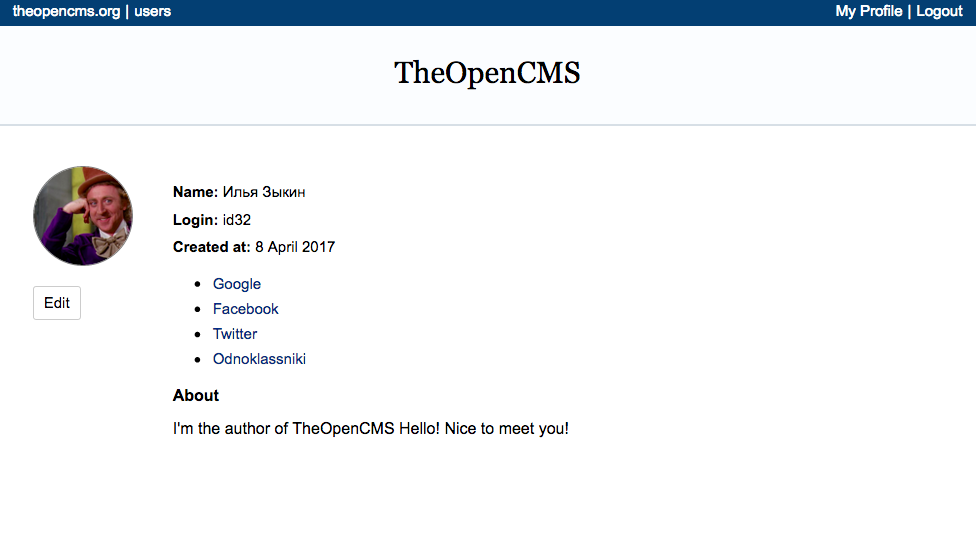 theopencms.org | users
My Profile | Logout
TheOpenCMS
Name: Илья Зыкин
Login: id32
Created at: 8 April 2017
Edit
Google
Facebook
Twitter
Odnoklassniki
About
I'm the author of TheOpenCMS Hello! Nice to meet you!